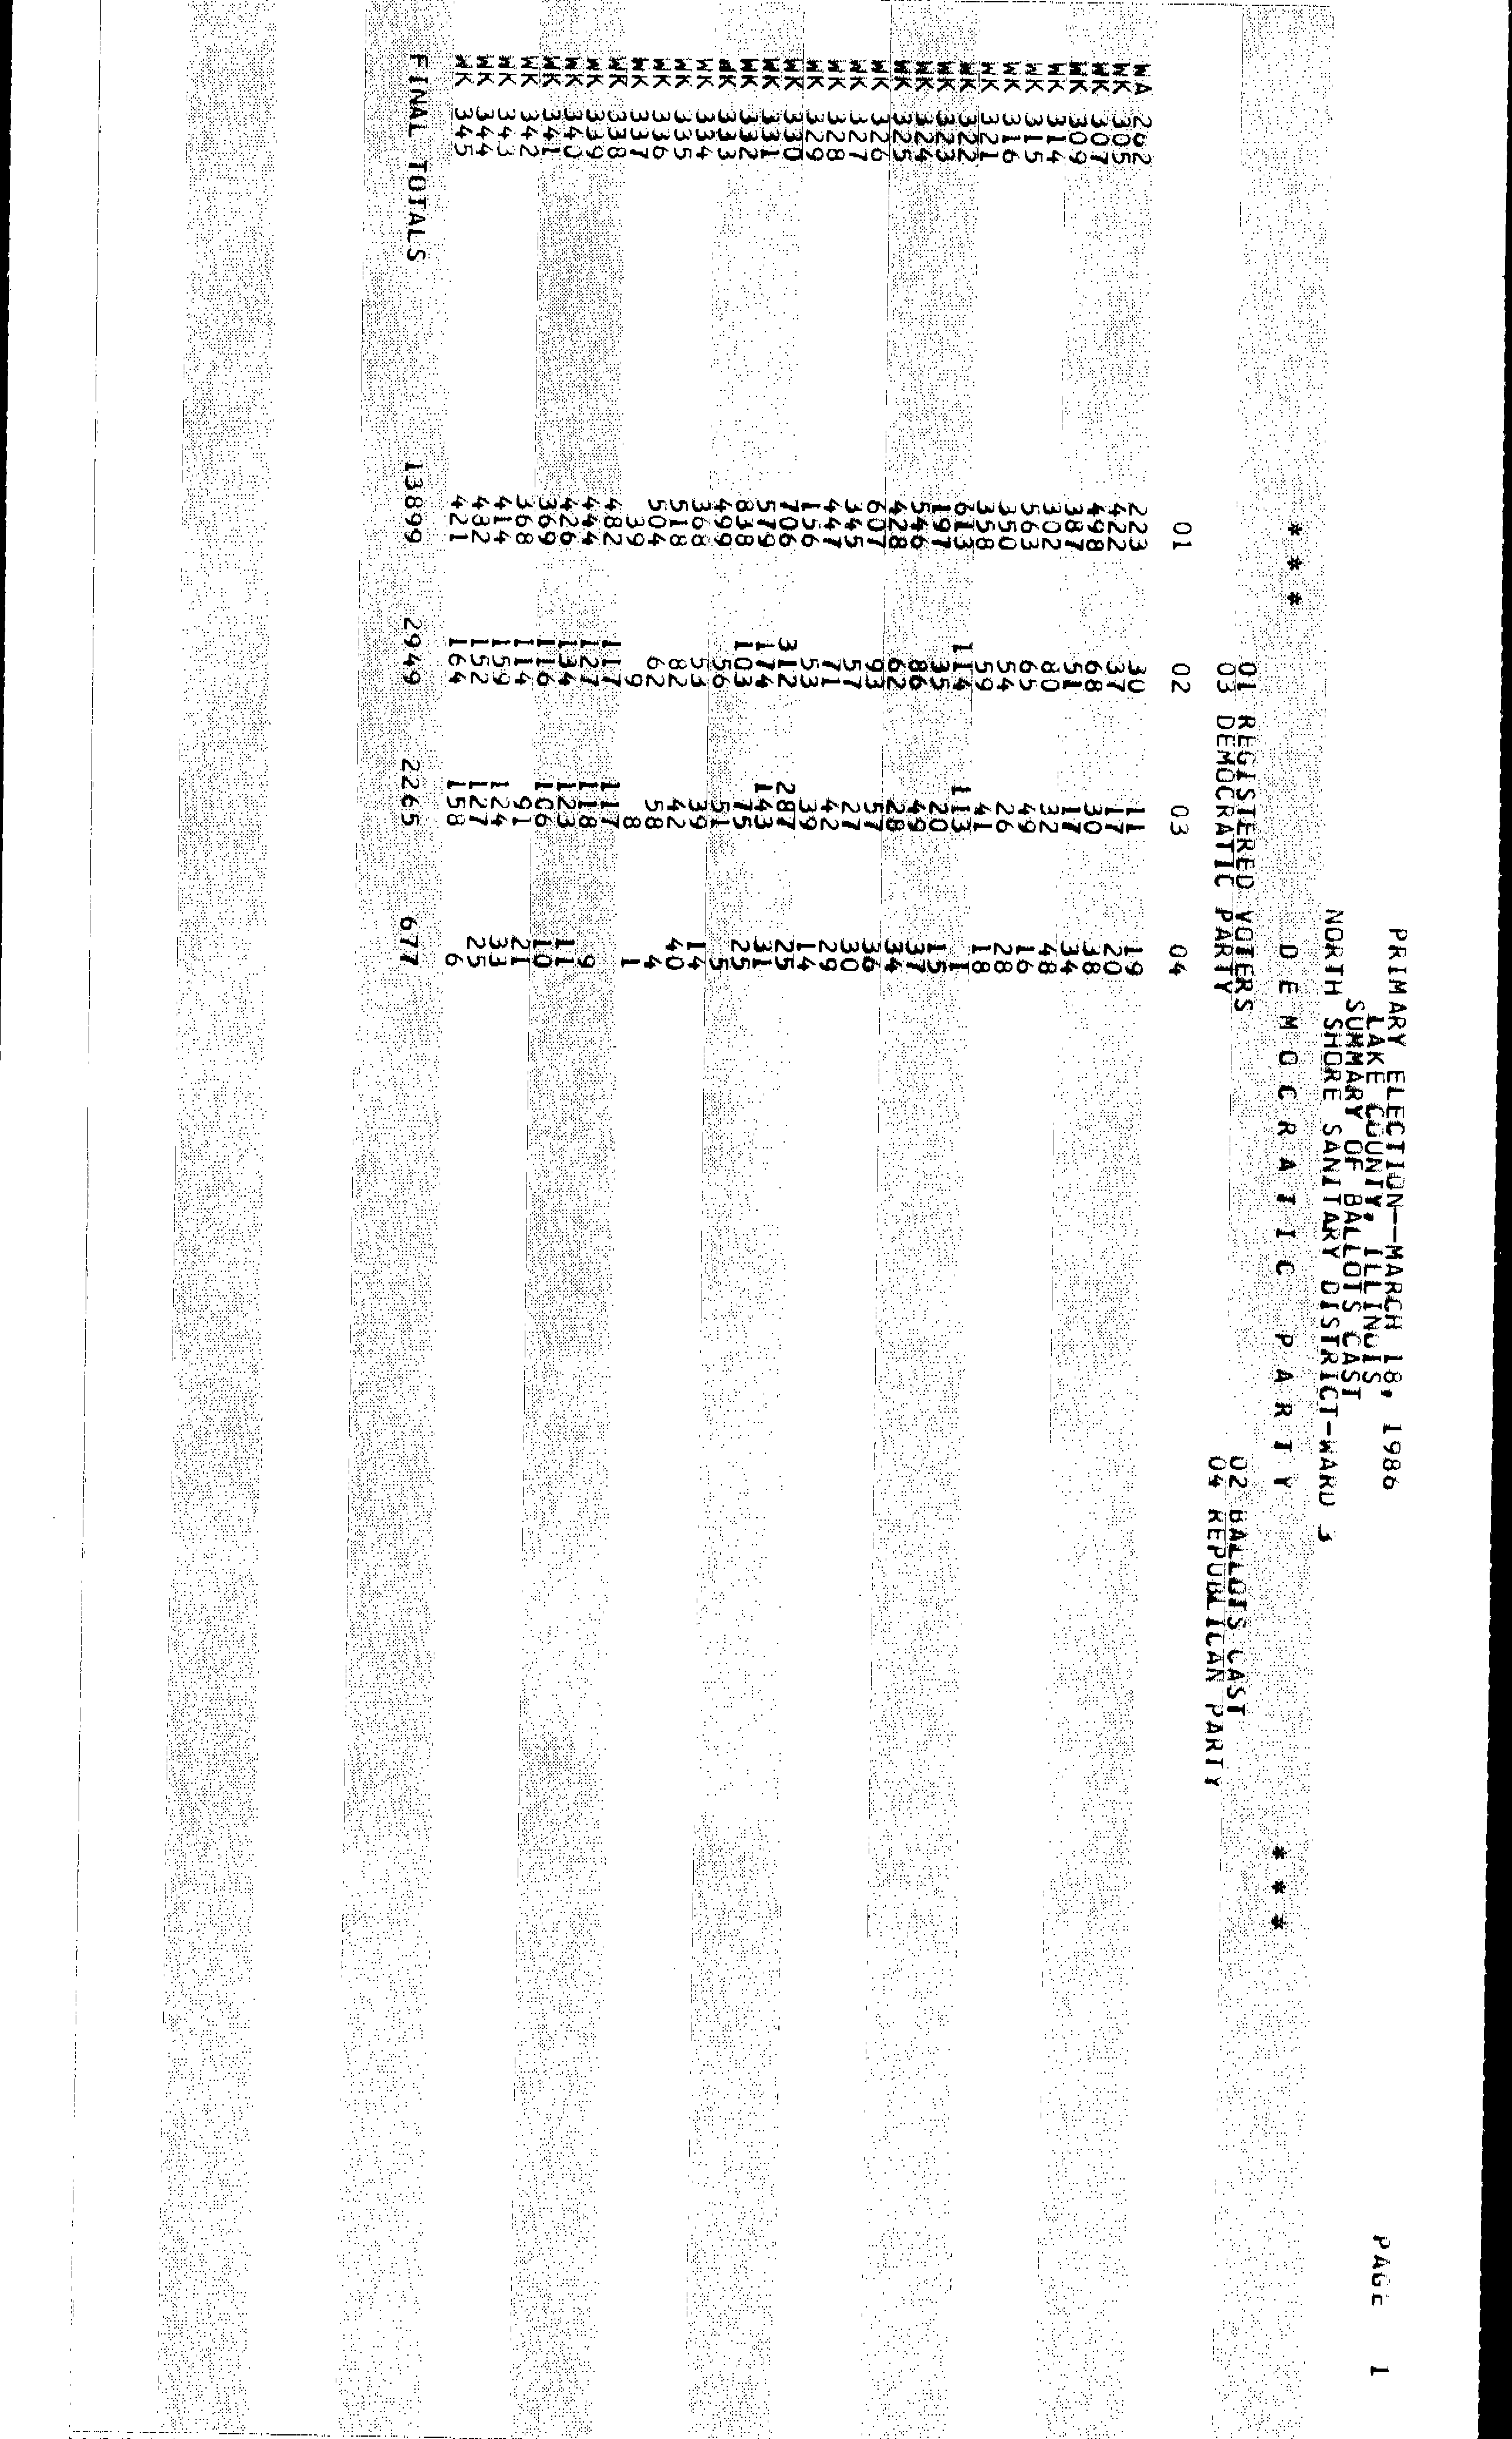 PRIMARY ELECTION--MARCH 18, 1986 PAGE 1
LAKE COUNTY, ILLINOIS
SUMMARY OF BALLOTS CAST
NORTH SHORE SANITARY DISTRICT-WARD 3
* * * D E M O C R A T I C P A R T Y * * *
01 REGISTERED VOTERS 02 BALLOTS CAST
03 DEMOCRATIC PARTY 04 REPUBLICAN PARTY
01 02 03 04
WA 262 223 30 11 19
WK 305 422 37 17 20
WK 307 498 68 30 38
WK 309 387 51 17 34
WK 314 302 80 32 48
WK 315 563 65 49 16
WK 316 350 54 26 28
WK 321 358 59 41 18
WK 322 613 114 113 1
WK 323 197 35 20 15
WK 324 546 86 49 37
WK 325 428 62 28 34
WK 326 607 93 57 36
WK 327 345 57 27 30
WK 328 447 71 42 29
WK 329 156 53 39 14
WK 330 706 312 287 25
WK 331 579 174 143 31
WK 332 838 103 75 25
WK 333 499 56 51 5
WK 334 368 53 39 14
WK 335 518 82 42 40
WK 336 504 62 58 4
WK 337 39 9 8 1
WK 338 482 117 117
WK 339 444 127 118 9
WK 340 426 134 123 11
WK 341 369 116 106 10
WK 342 368 114 91 21
WK 343 414 159 124 33
WK 344 482 152 127 25
WK 345 421 164 158 6
FINAL TOTALS 13899 2949 2265 677